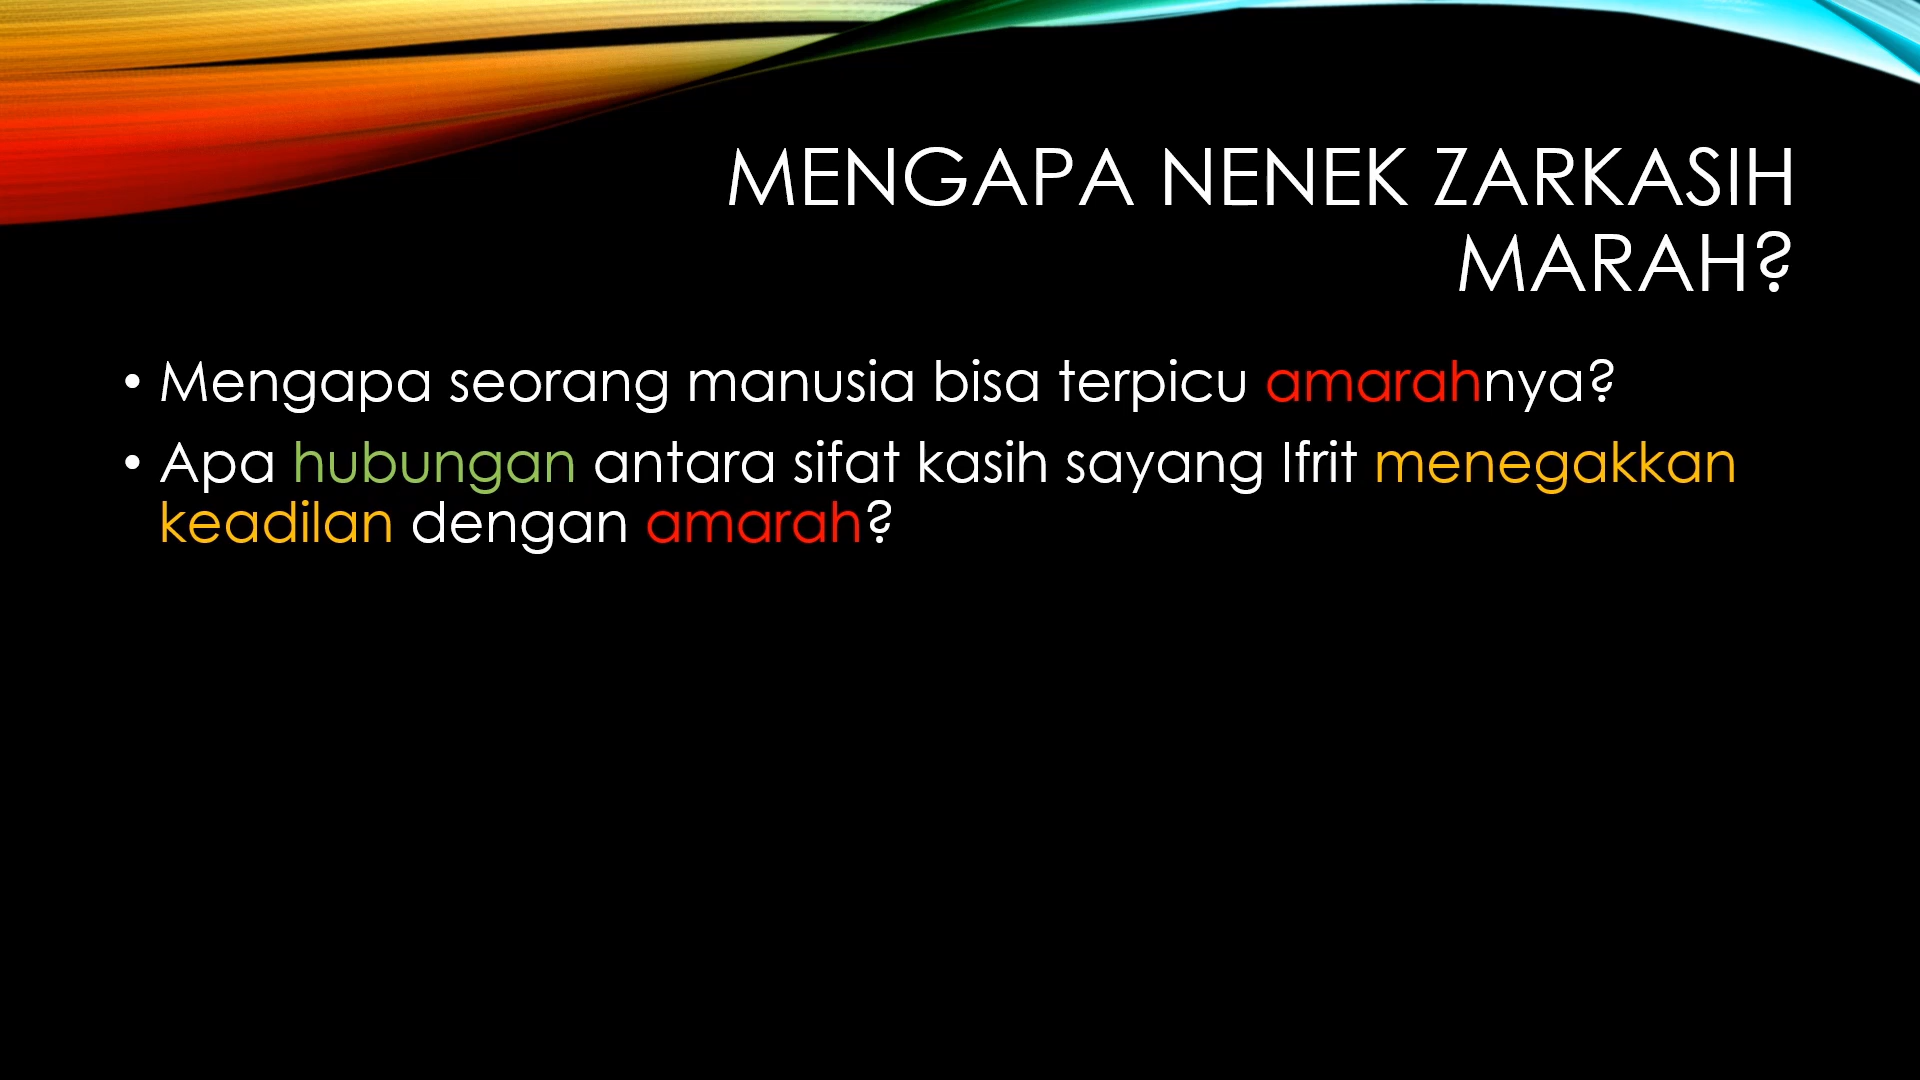 MENGAPA NENEK ZARKASIH
MARAH?
• Mengapa seorang manusia bisa terpicu amarahnya?
• Apa hubungan antara sifat kasih sayang Ifrit menegakkan
keadilan dengan amarah?